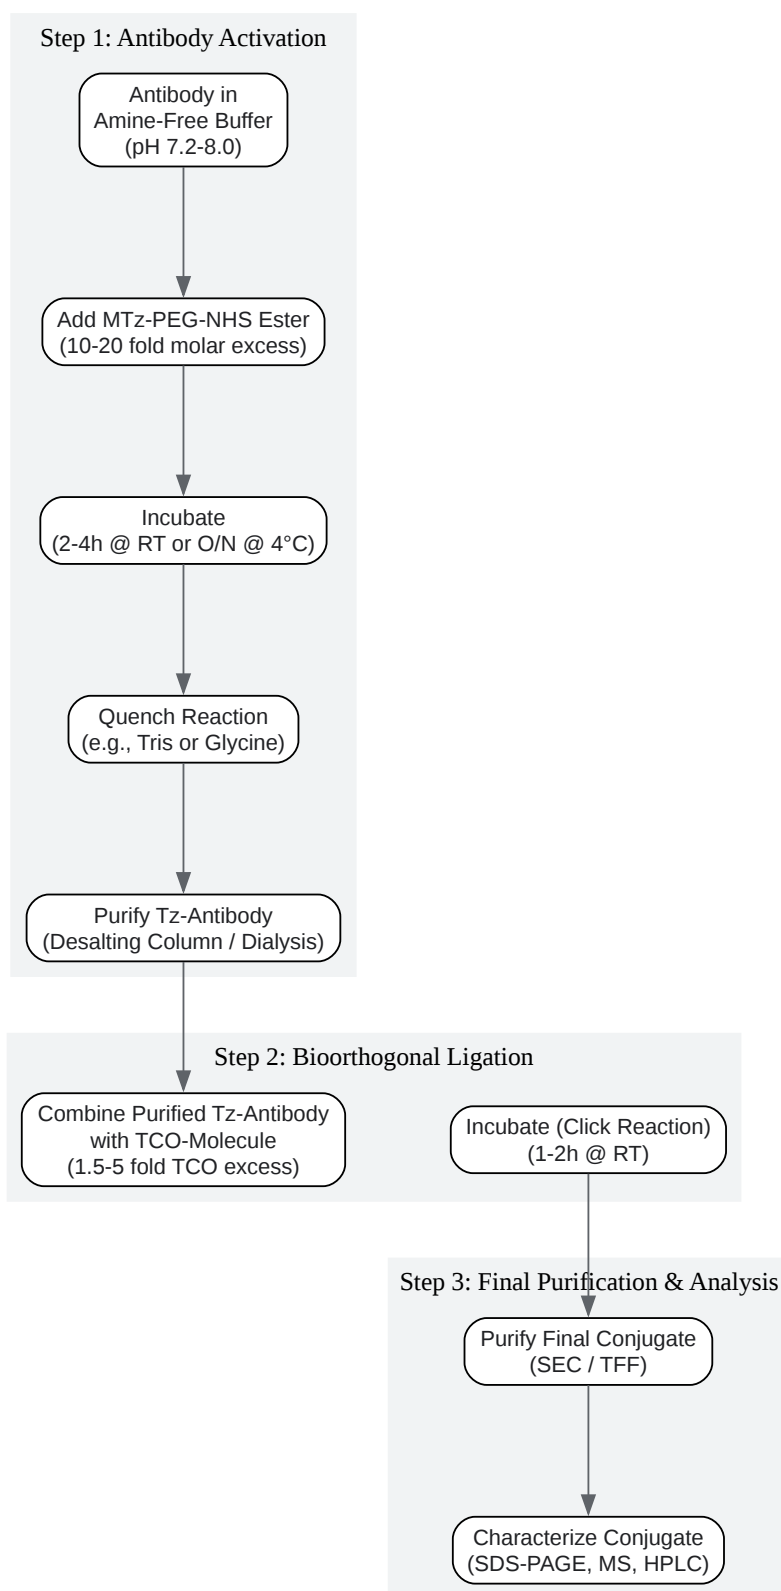 Step 1: Antibody Activation
Antibody in
Amine-Free Buffer
(pH 7.2-8.0)
Add MTz-PEG-NHS Ester
(10-20 fold molar excess)
Incubate
(2-4h @ RT or O/N @ 4°C)
Quench Reaction
(e.g., Tris or Glycine)
Purify Tz-Antibody
(Desalting Column / Dialysis)
Step 2: Bioorthogonal Ligation
Combine Purified Tz-Antibody
with TCO-Molecule
(1.5-5 fold TCO excess)
Incubate (Click Reaction)
(1-2h @ RT)
Step 3: Final Purification & Analysis
Purify Final Conjugate
(SEC / TFF)
Characterize Conjugate
(SDS-PAGE, MS, HPLC)